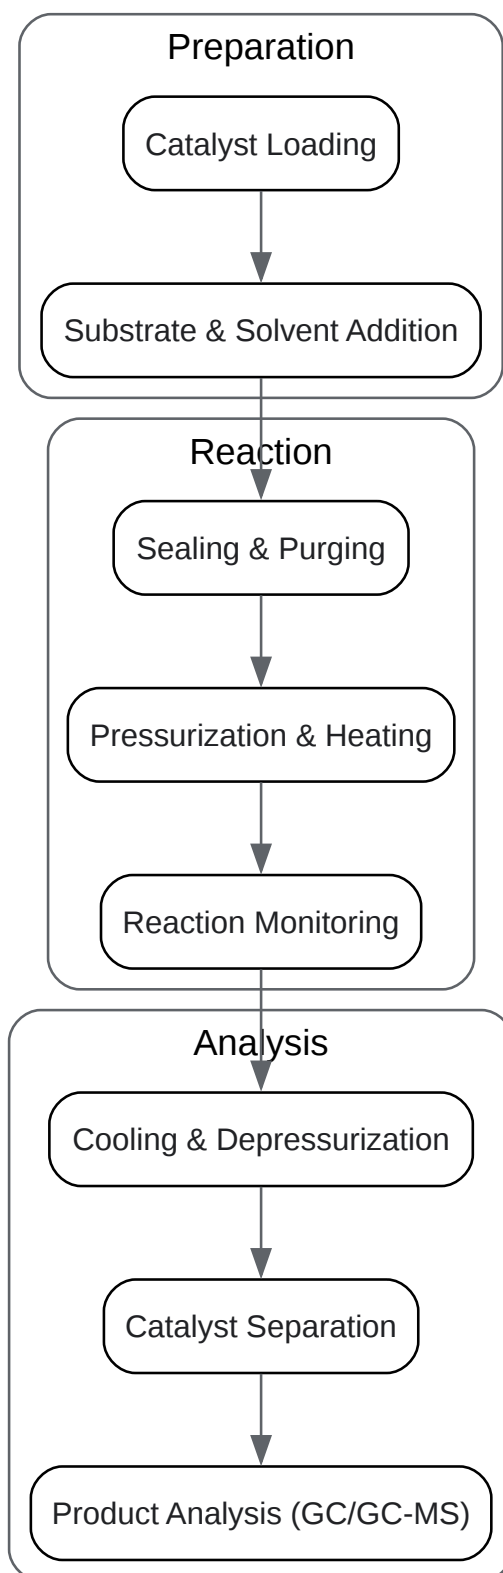 Preparation
Catalyst Loading
Substrate & Solvent Addition
Reaction
Sealing & Purging
Pressurization & Heating
Reaction Monitoring
Analysis
Cooling & Depressurization
Catalyst Separation
Product Analysis (GC/GC-MS)